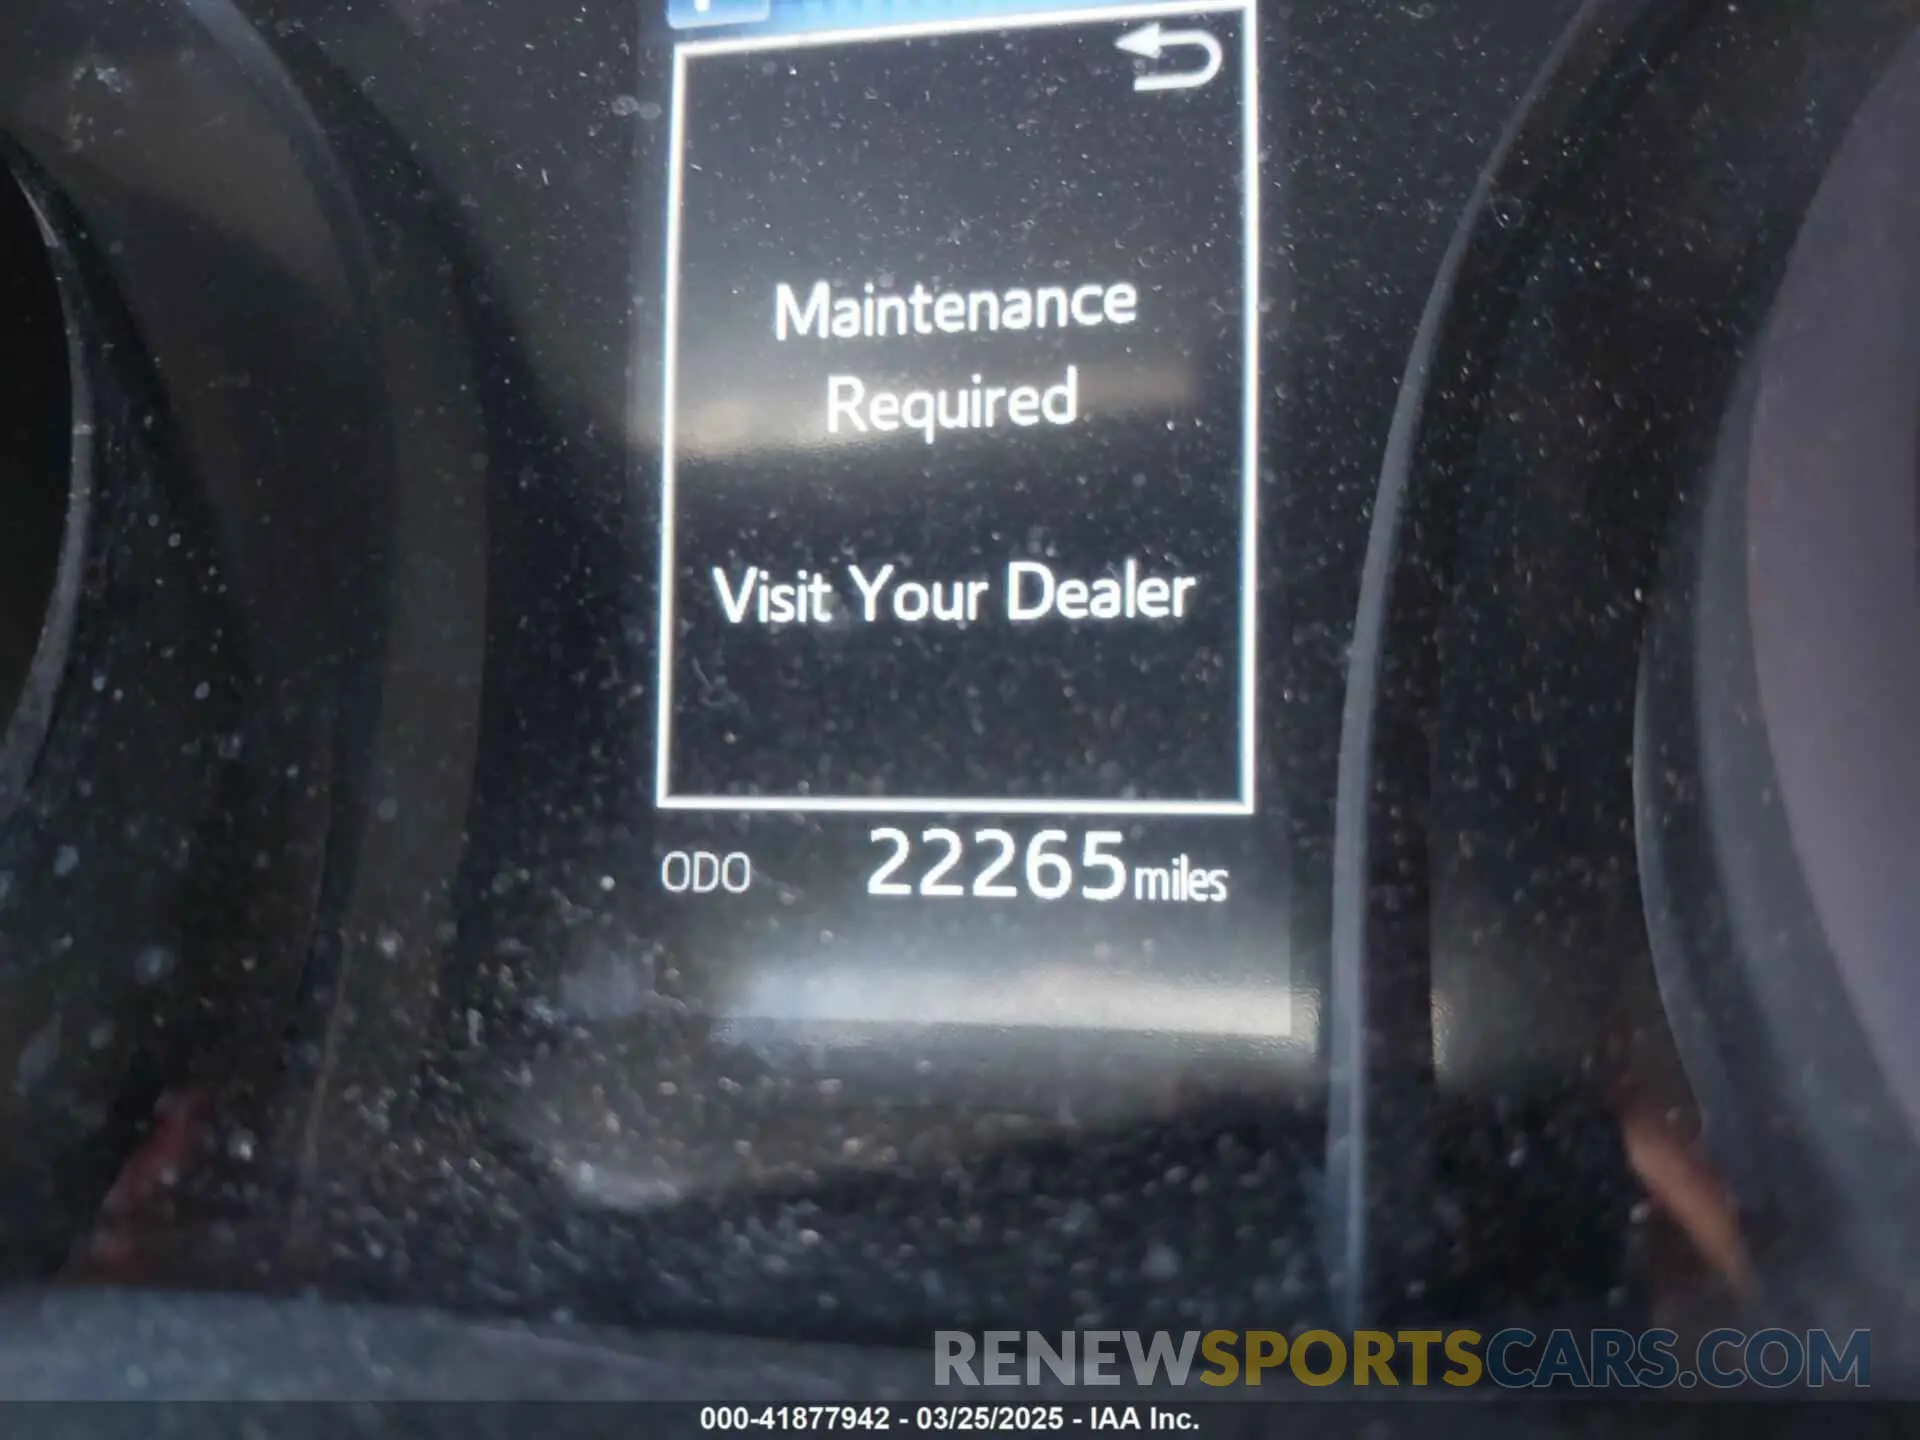 Maintenance
Required
Visit Your Dealer
ODO 22265 miles
RENEWSPORTSCARS.COM
000-41877942 - 03/25/2025 - IAA Inc.